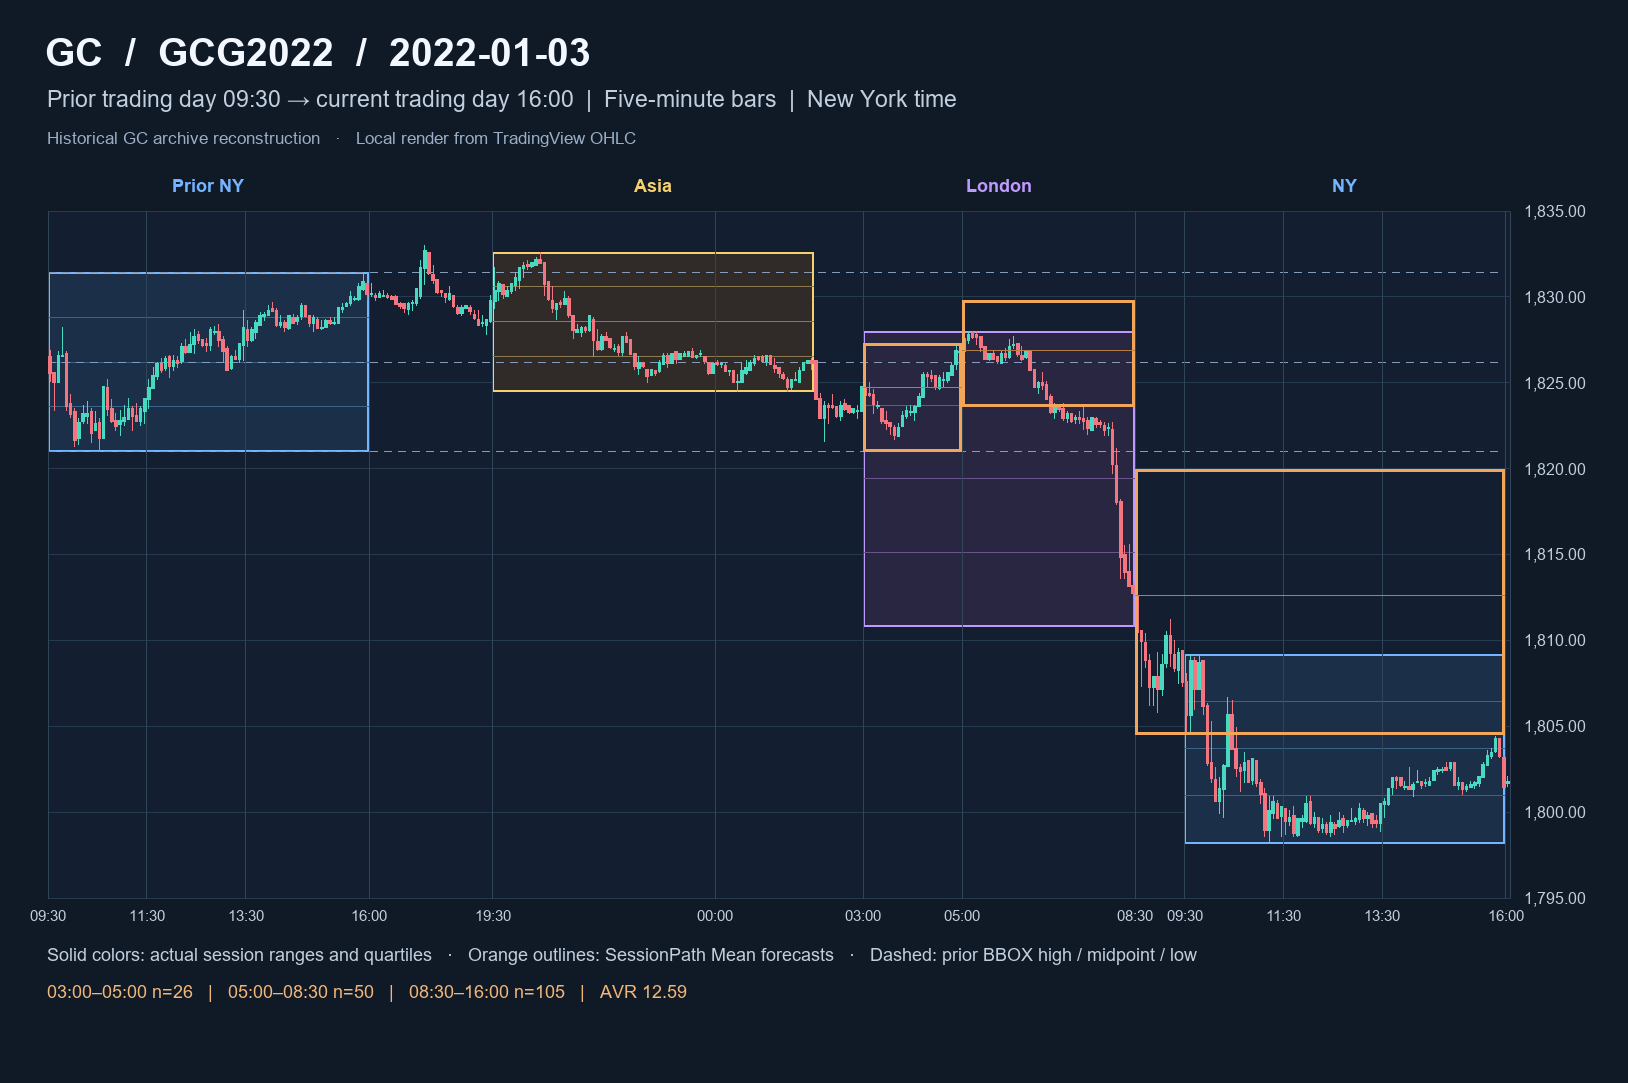 GC / GCG2022 / 2022-01-03
Prior trading day 09:30 → current trading day 16:00 | Five-minute bars | New York time
Historical GC archive reconstruction · Local render from TradingView OHLC
Prior NY Asia London NY
1,835.00
1,830.00
1,825.00
1,820.00
1,815.00
1,810.00
1,805.00
1,800.00
1,795.00
09:30 11:30 13:30 16:00 19:30 00:00 03:00 05:00 08:30 09:30 11:30 13:30 16:00
Solid colors: actual session ranges and quartiles · Orange outlines: SessionPath Mean forecasts · Dashed: prior BBOX high / midpoint / low
03:00–05:00 n=26 | 05:00–08:30 n=50 | 08:30–16:00 n=105 | AVR 12.59